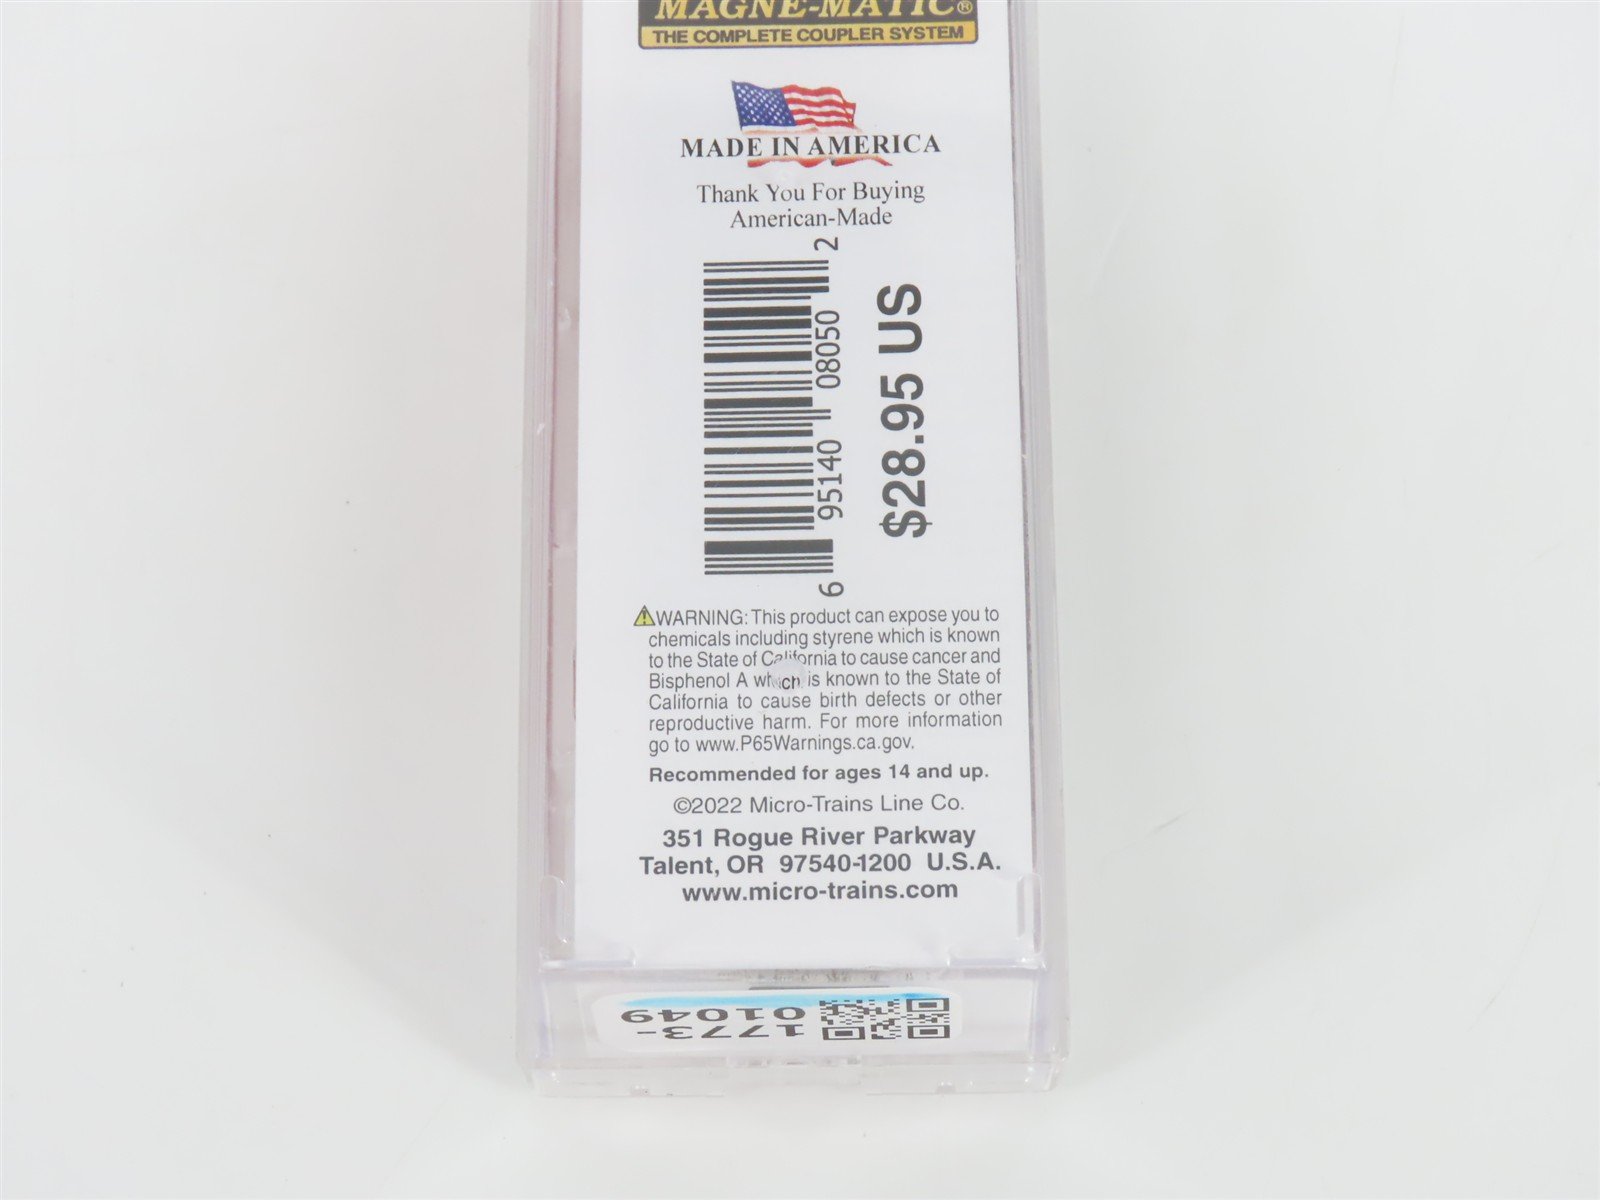 MAGNE-MATIC®
THE COMPLETE COUPLER SYSTEM
MADE IN AMERICA
Thank You For Buying
American-Made
6 95140 08050 2
$28.95 US
WARNING: This product can expose you to
chemicals including styrene which is known
to the State of California to cause cancer and
Bisphenol A which is known to the State of
California to cause birth defects or other
reproductive harm. For more information
go to www.P65Warnings.ca.gov.
Recommended for ages 14 and up.
©2022 Micro-Trains Line Co.
351 Rogue River Parkway
Talent, OR 97540-1200 U.S.A.
www.micro-trains.com
1773-
01049